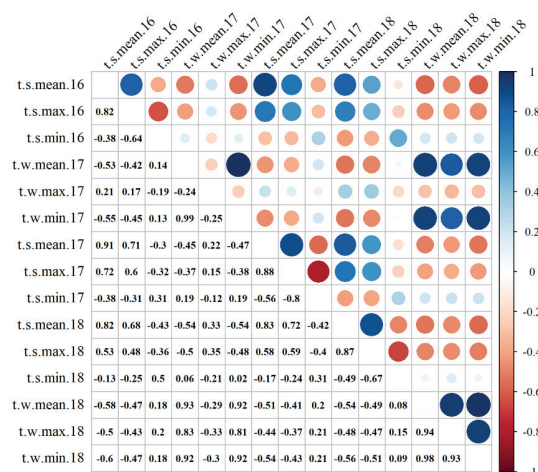 t.s.mean.16
t.s.max.16
t.s.min.16
t.w.mean.17
t.w.max.17
t.w.min.17
t.s.mean.17
t.s.max.17
t.s.min.17
t.s.mean.18
t.s.max.18
t.s.min.18
t.w.mean.18
t.w.max.18
t.w.min.18
t.s.mean.16
t.s.max.16 0.82
t.s.min.16 -0.38 -0.64
t.w.mean.17 -0.53 -0.42 0.14
t.w.max.17 0.21 0.17 -0.19 -0.24
t.w.min.17 -0.55 -0.45 0.13 0.99 -0.25
t.s.mean.17 0.91 0.71 -0.3 -0.45 0.22 -0.47
t.s.max.17 0.72 0.6 -0.32 -0.37 0.15 -0.38 0.88
t.s.min.17 -0.38 -0.31 0.31 0.19 -0.12 0.19 -0.56 -0.8
t.s.mean.18 0.82 0.68 -0.43 -0.54 0.33 -0.54 0.83 0.72 -0.42
t.s.max.18 0.53 0.48 -0.36 -0.5 0.35 -0.48 0.58 0.59 -0.4 0.87
t.s.min.18 -0.13 -0.25 0.5 0.06 -0.21 0.02 -0.17 -0.24 0.31 -0.49 -0.67
t.w.mean.18 -0.58 -0.47 0.18 0.93 -0.29 0.92 -0.51 -0.41 0.2 -0.54 -0.49 0.08
t.w.max.18 -0.5 -0.43 0.2 0.83 -0.33 0.81 -0.44 -0.37 0.21 -0.48 -0.47 0.15 0.94
t.w.min.18 -0.6 -0.47 0.18 0.92 -0.3 0.92 -0.54 -0.43 0.21 -0.56 -0.51 0.09 0.98 0.93
1
0.8
0.6
0.4
0.2
0
-0.2
-0.4
-0.6
-0.8
-1